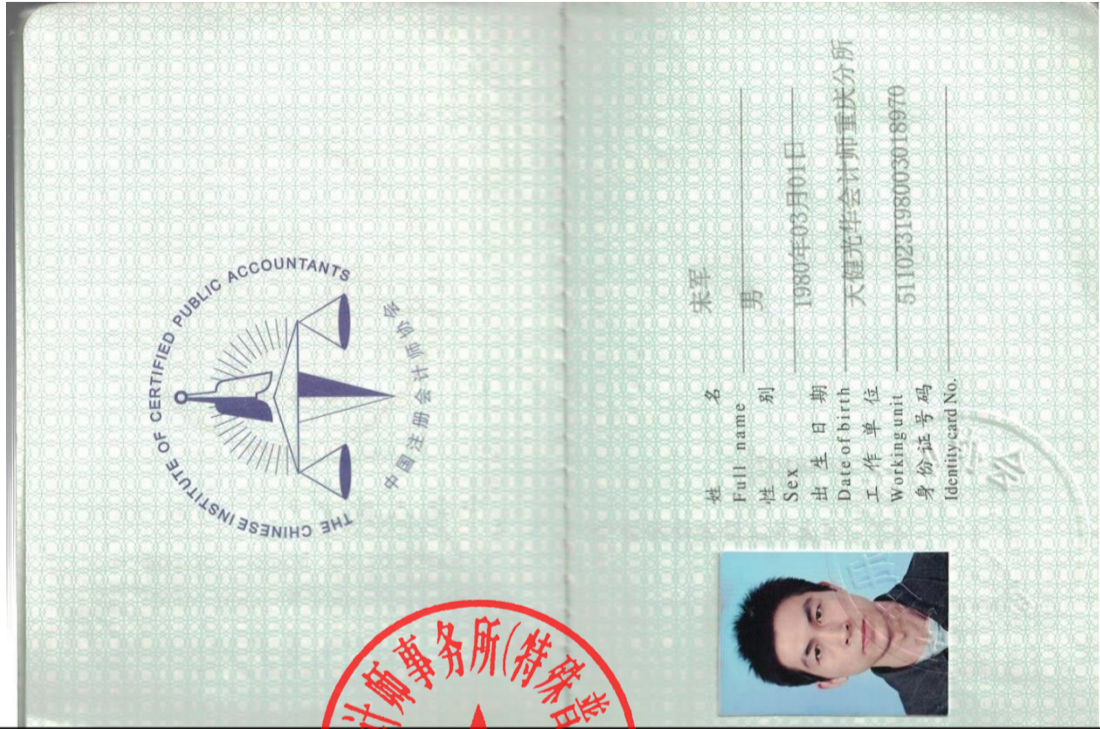 THE CHINESE INSTITUTE OF CERTIFIED PUBLIC ACCOUNTANTS
中国注册会计师协会
姓 名 宋军
Full name
性 别 男
Sex
出 生 日 期 1980年03月01日
Date of birth
工 作 单 位 天健光华会计师重庆分所
Working unit
身 份 证 号 码 511023198003018970
Identity card No.
计师事务所(特殊普